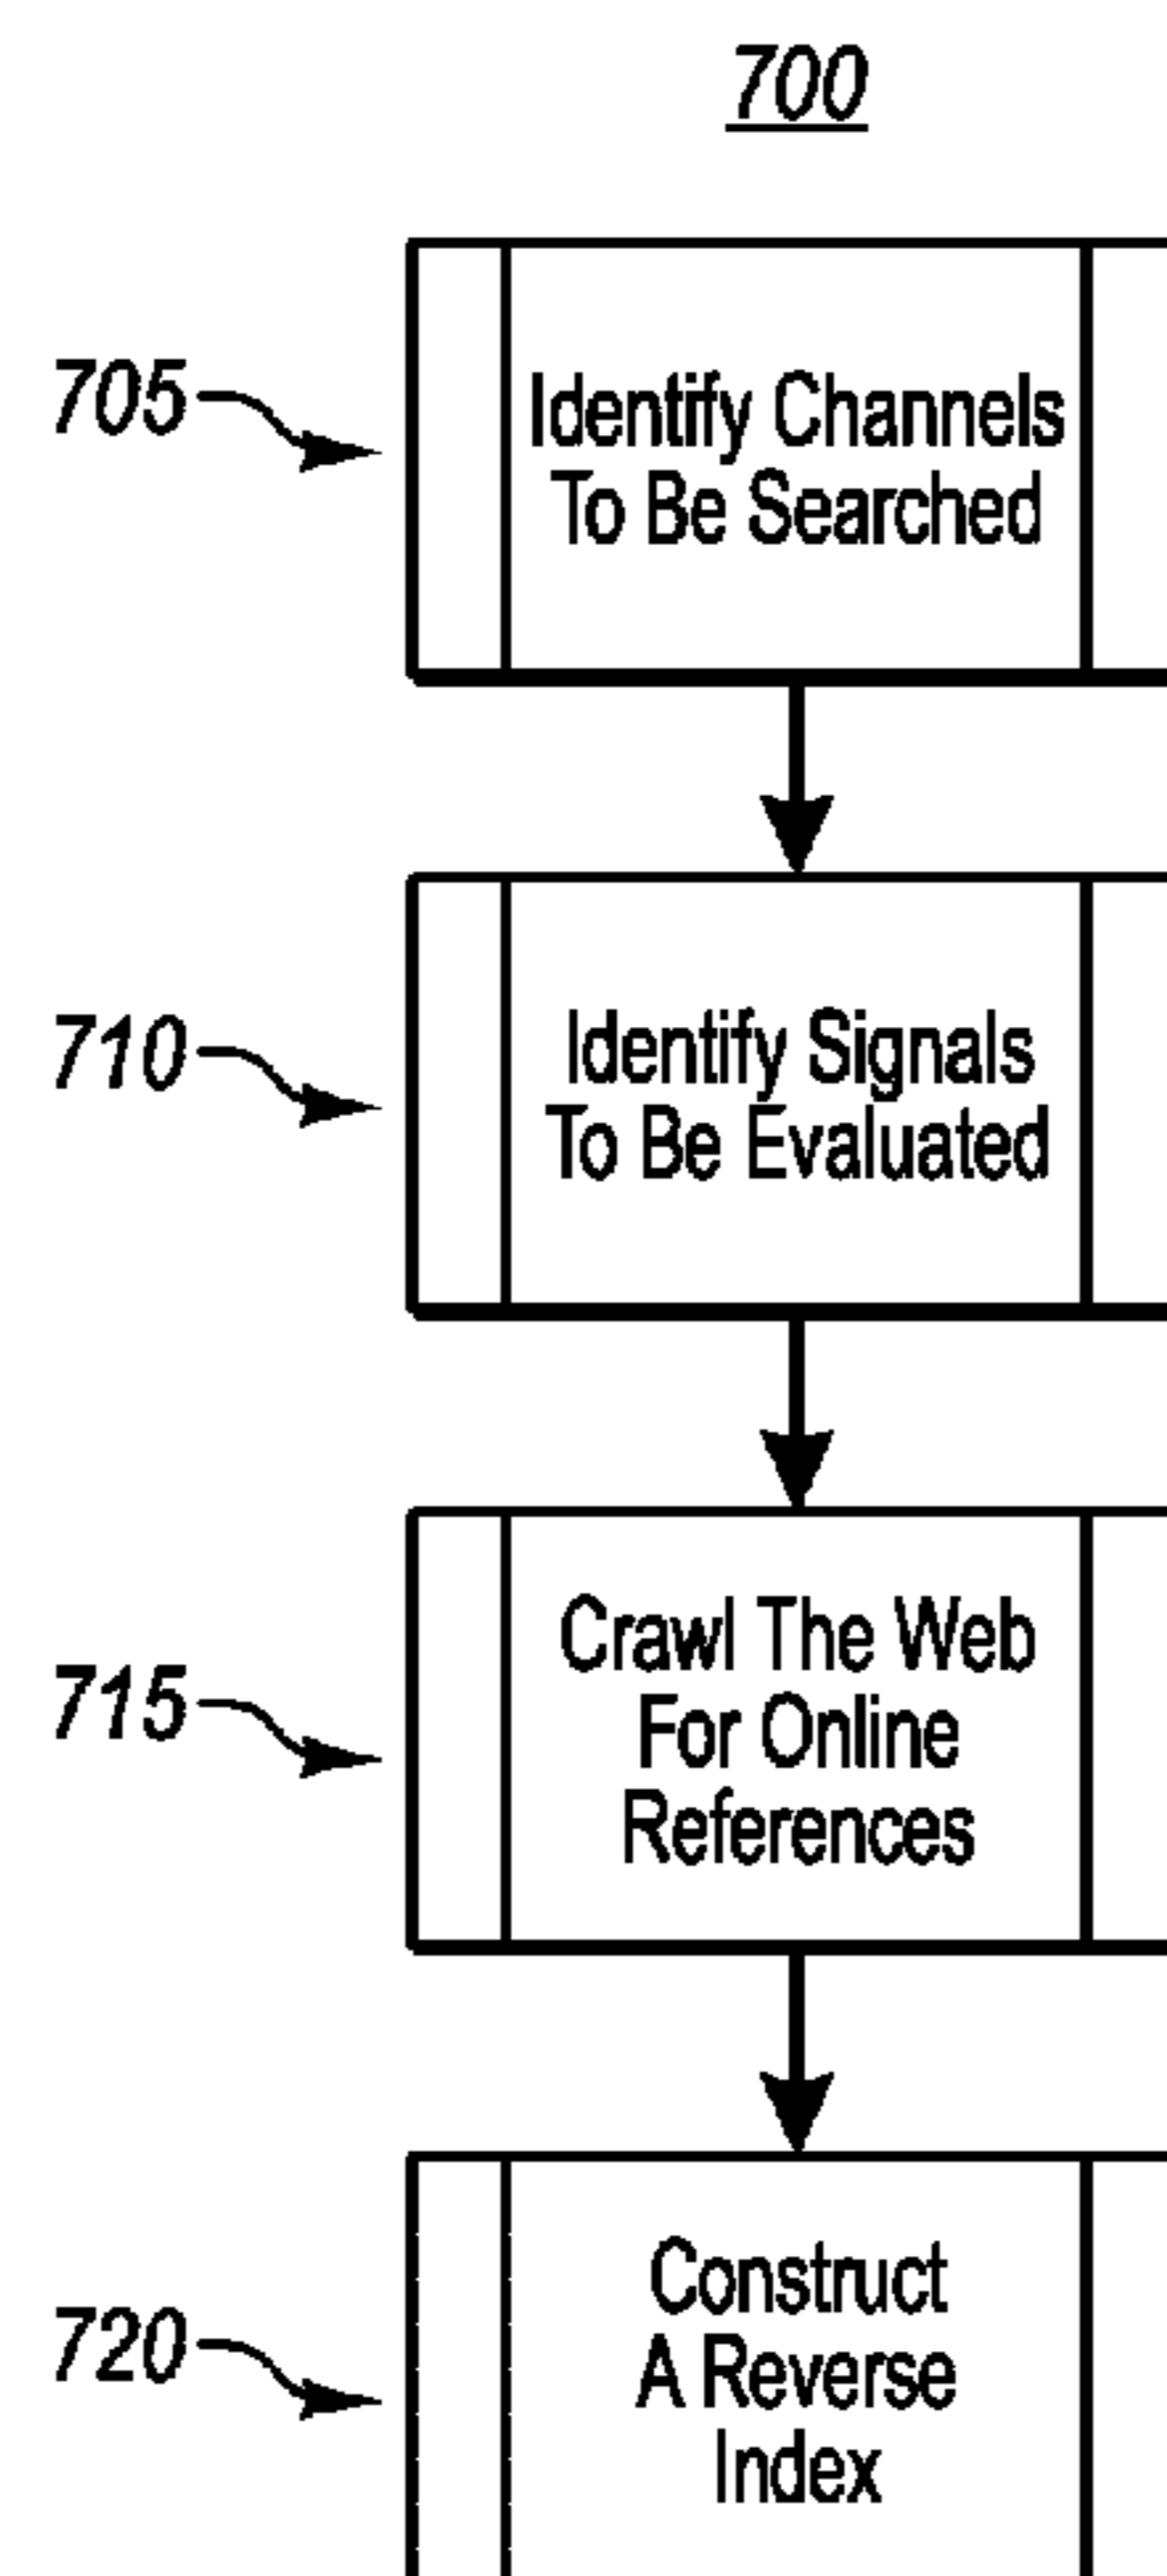 700
705
Identify Channels
To Be Searched
710
Identify Signals
To Be Evaluated
715
Crawl The Web
For Online
References
720
Construct
A Reverse
Index